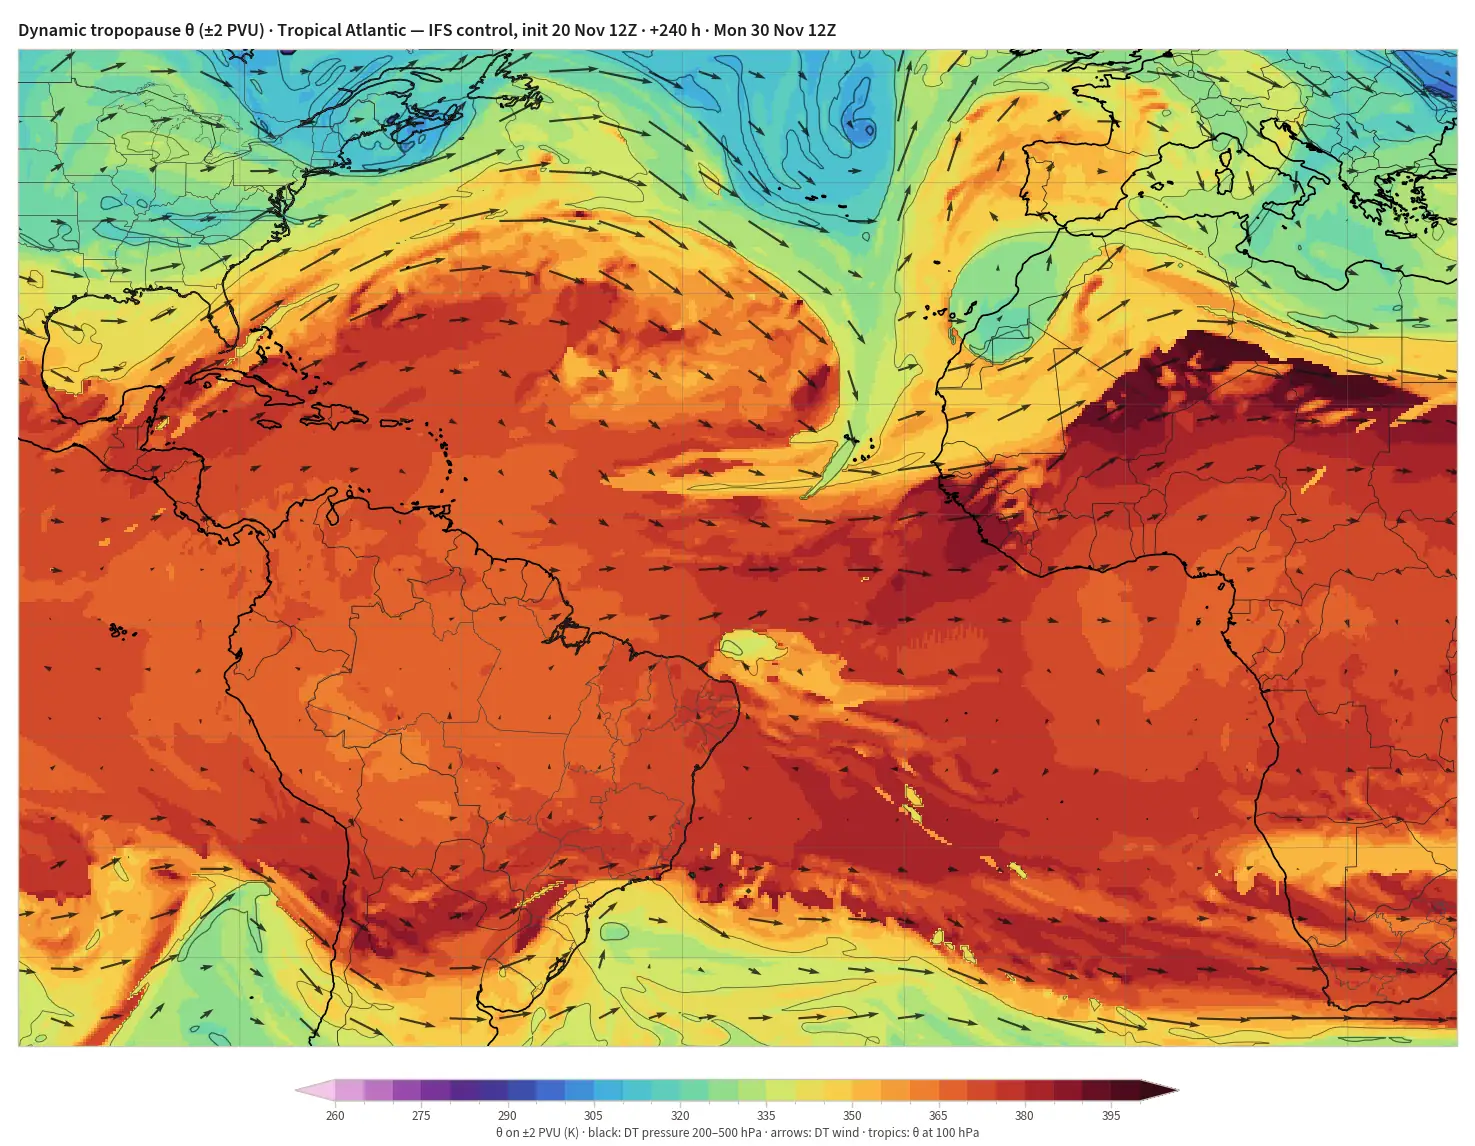 Dynamic tropopause θ (±2 PVU) · Tropical Atlantic — IFS control, init 20 Nov 12Z · +240 h · Mon 30 Nov 12Z
260 275 290 305 320 335 350 365 380 395
θ on ±2 PVU (K) · black: DT pressure 200–500 hPa · arrows: DT wind · tropics: θ at 100 hPa